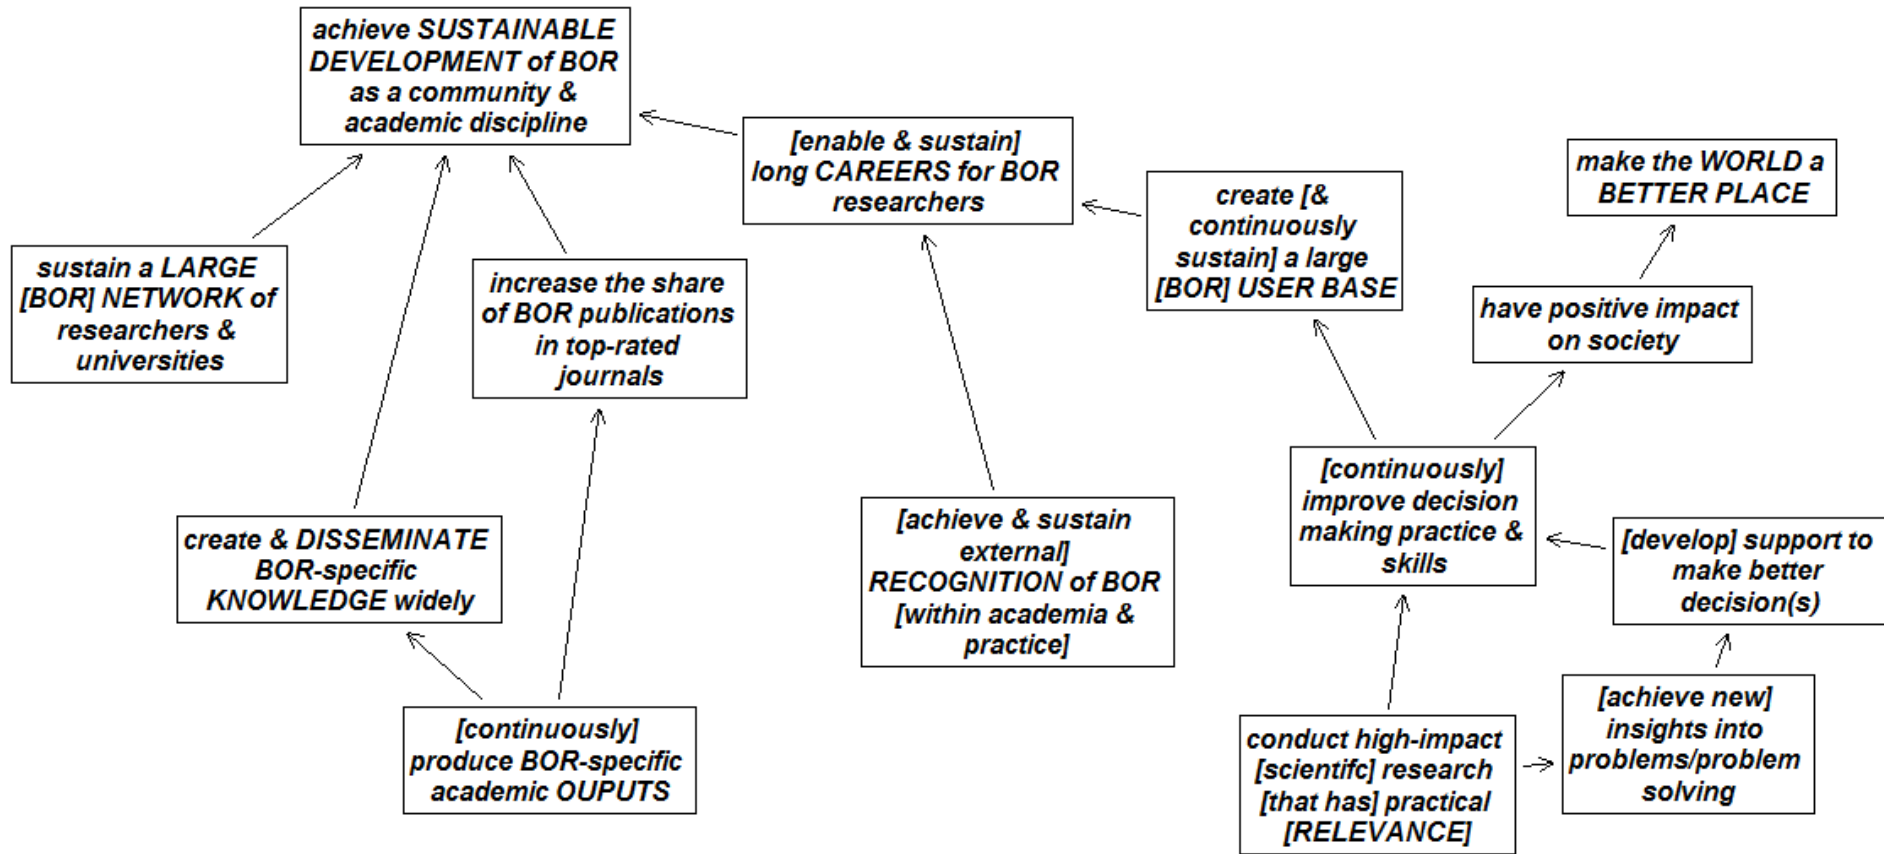 achieve SUSTAINABLE
DEVELOPMENT of BOR
as a community &
academic discipline
[enable & sustain]
long CAREERS for BOR
researchers
make the WORLD a
BETTER PLACE
create [&
continuously
sustain] a large
[BOR] USER BASE
sustain a LARGE
[BOR] NETWORK of
researchers &
universities
increase the share
of BOR publications
in top-rated
journals
have positive impact
on society
[continuously]
improve decision
making practice &
skills
create & DISSEMINATE
BOR-specific
KNOWLEDGE widely
[achieve & sustain
external]
RECOGNITION of BOR
[within academia &
practice]
[develop] support to
make better
decision(s)
[continuously]
produce BOR-specific
academic OUPUTS
conduct high-impact
[scientifc] research
[that has] practical
[RELEVANCE]
[achieve new]
insights into
problems/problem
solving